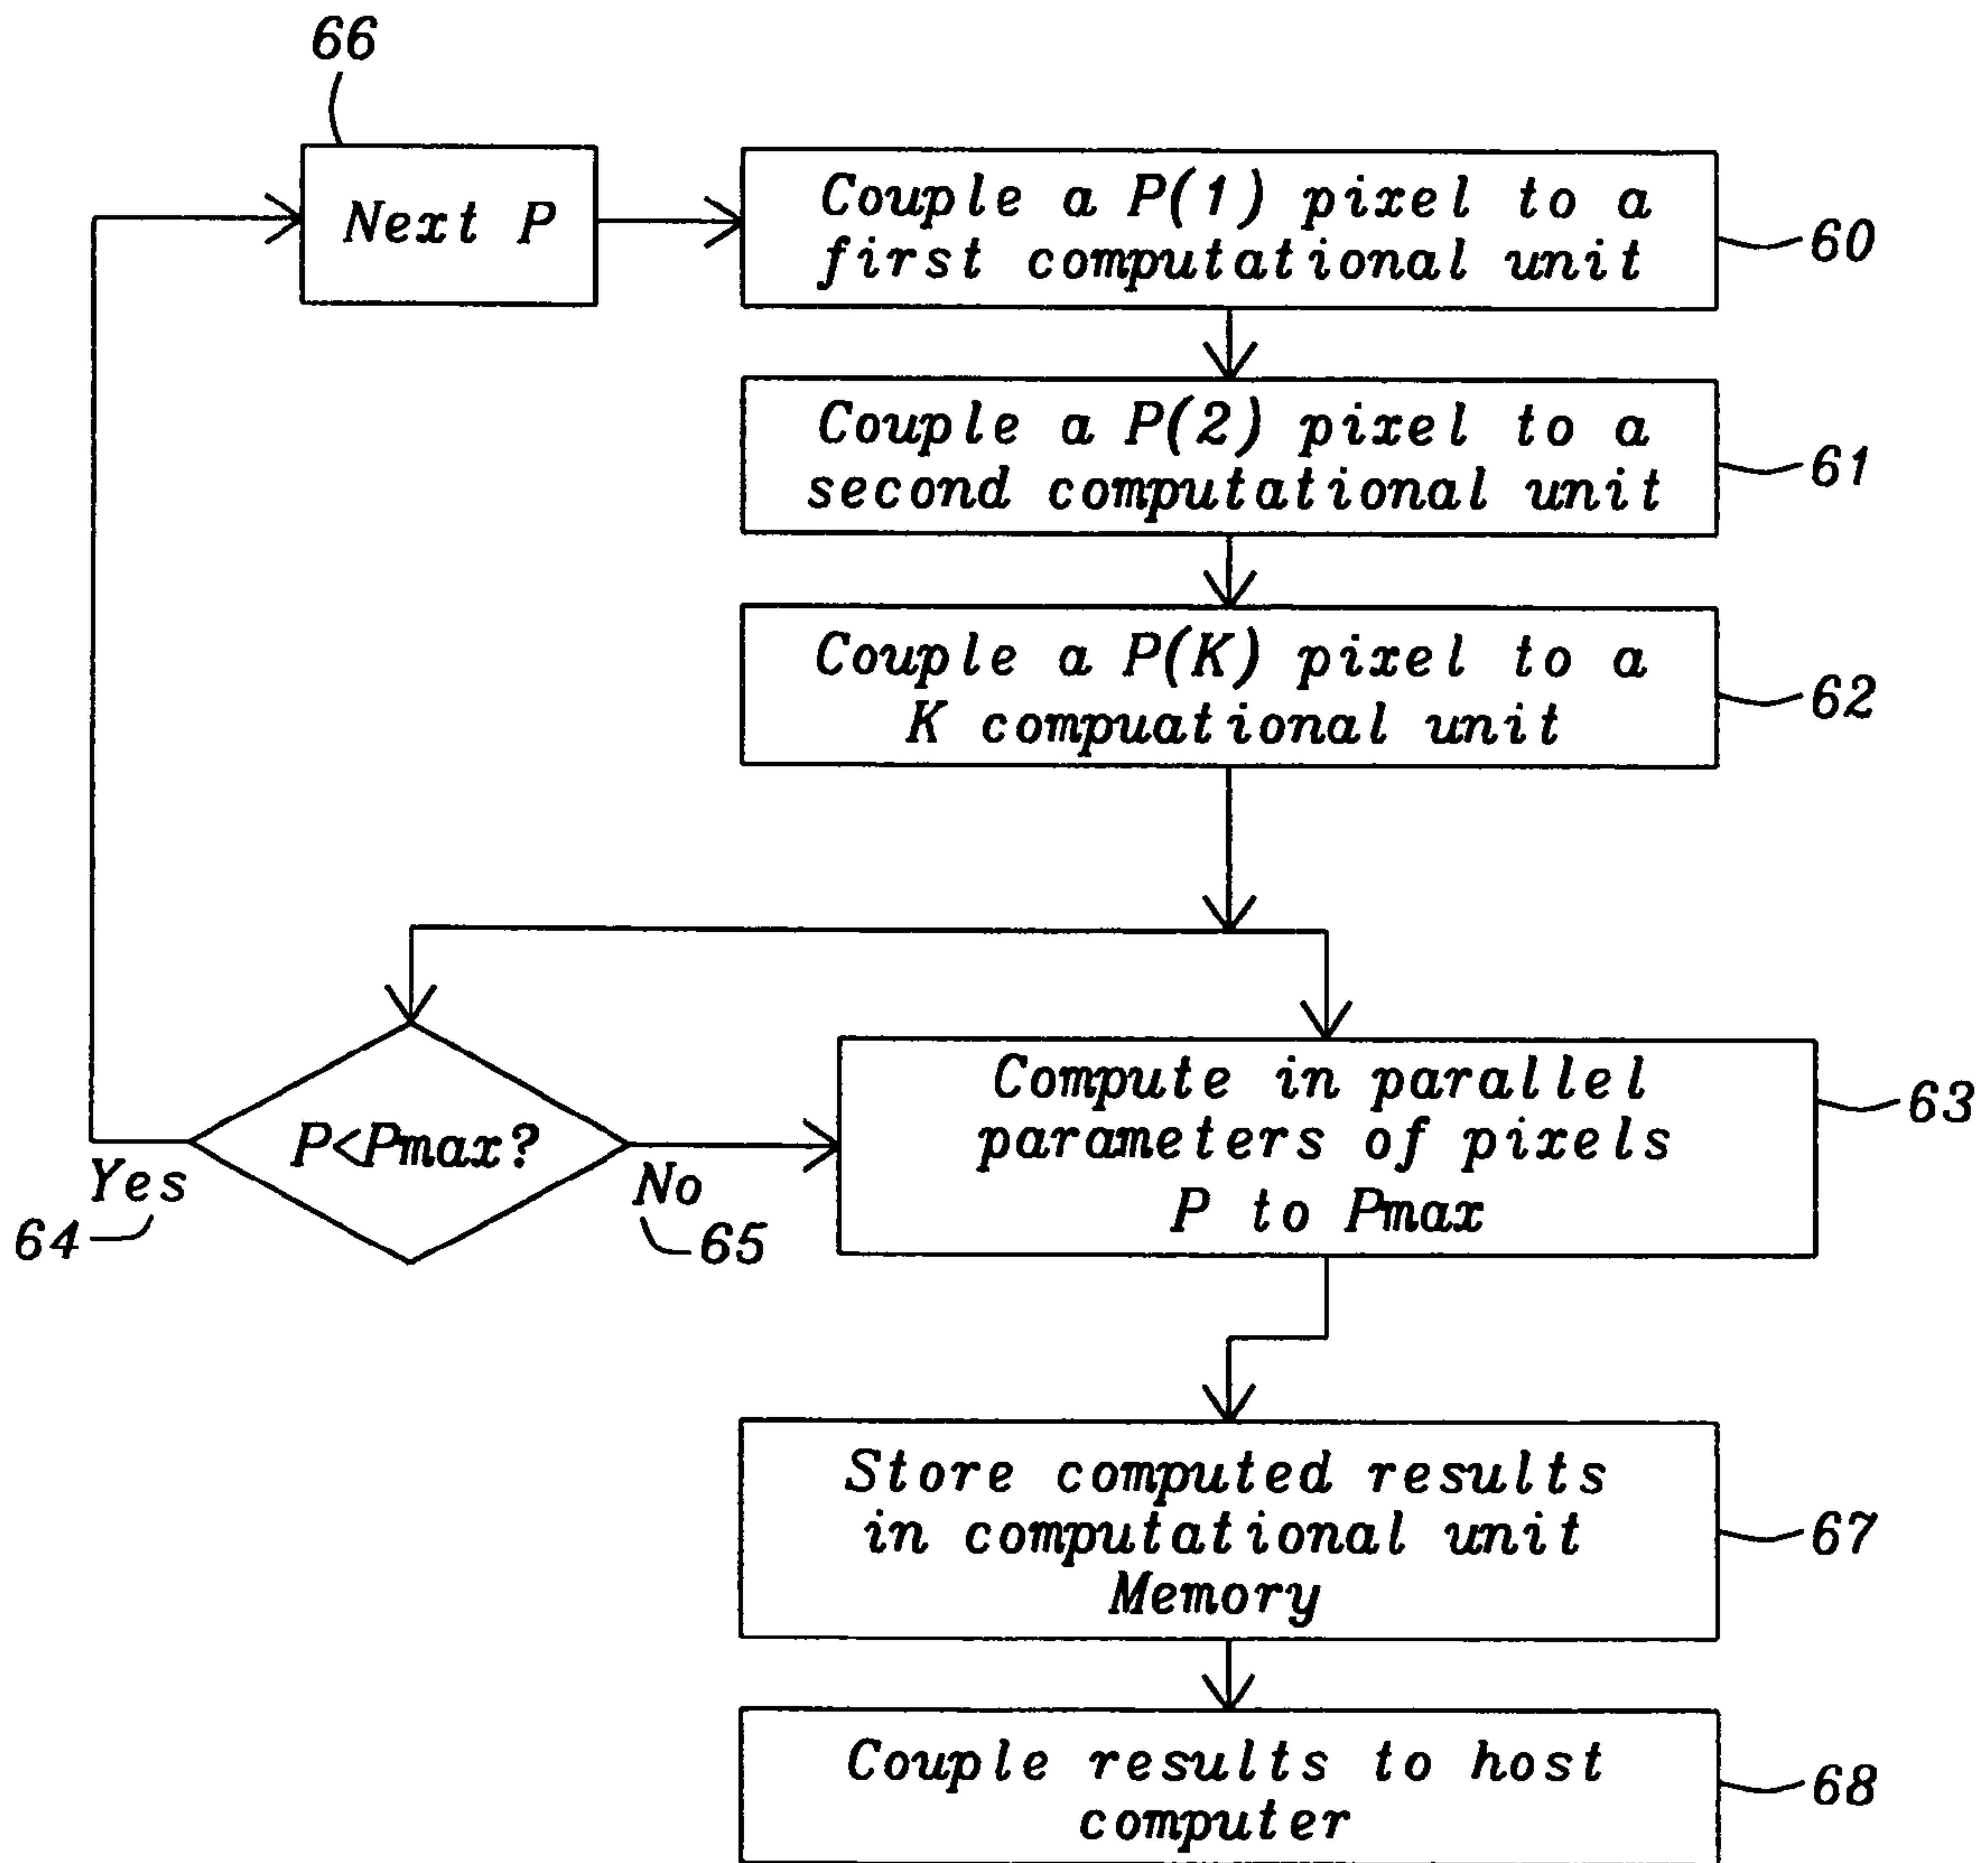 66
Next P
Couple a P(1) pixel to a
first computational unit
60
Couple a P(2) pixel to a
second computational unit
61
Couple a P(K) pixel to a
K compuational unit
62
P<Pmax?
Yes
64
No
65
Compute in parallel
parameters of pixels
P to Pmax
63
Store computed results
in computational unit
Memory
67
Couple results to host
computer
68